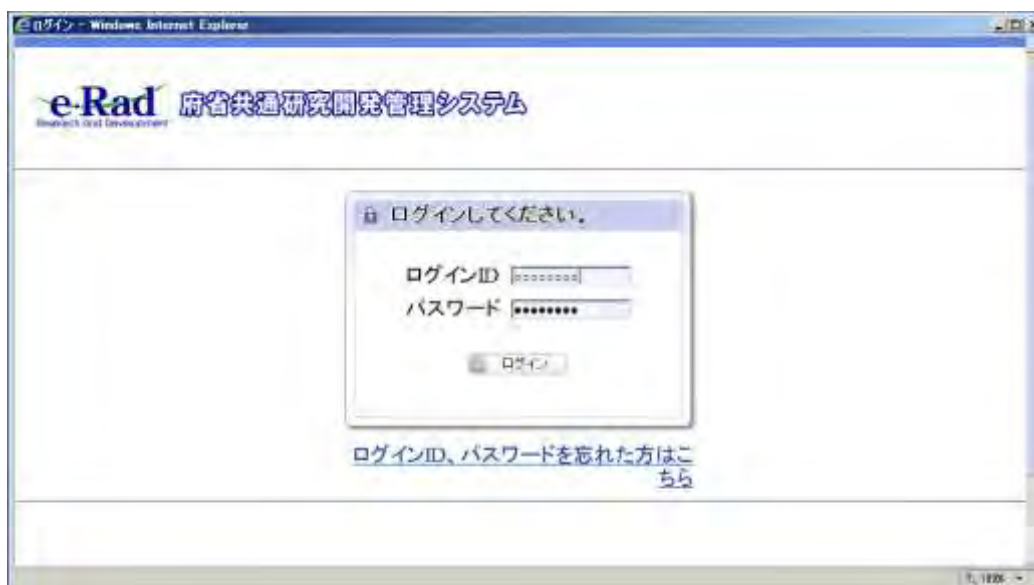 ログイン - Windows Internet Explorer
e-Rad 府省共通研究開発管理システム
Research and Development
ログインしてください。
ログインID
パスワード
ログイン
ログインID、パスワードを忘れた方はこ
ちら